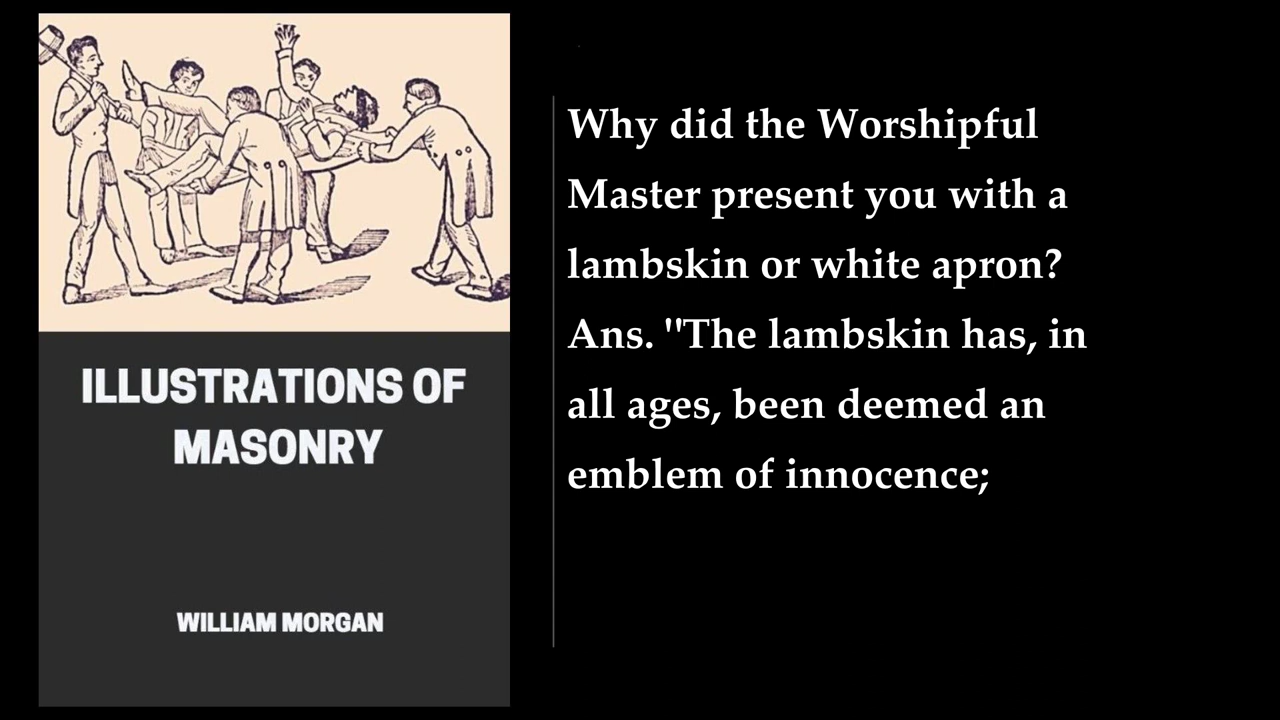 ILLUSTRATIONS OF
MASONRY
WILLIAM MORGAN
Why did the Worshipful
Master present you with a
lambskin or white apron?
Ans. "The lambskin has, in
all ages, been deemed an
emblem of innocence;